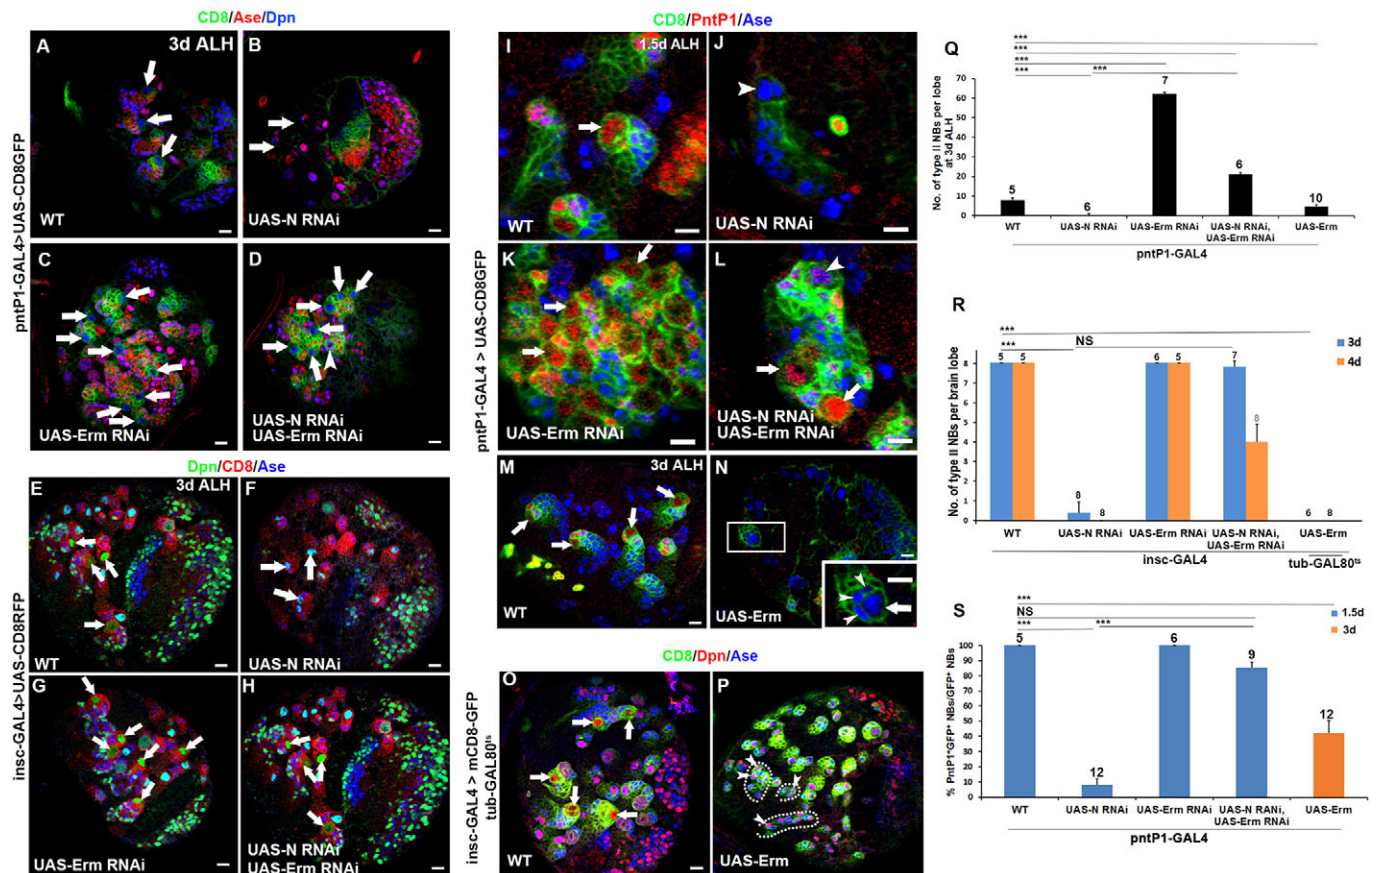 CD8/Ase/Dpn
A
3d ALH
WT
B
UAS-N RNAi
C
UAS-Erm RNAi
D
UAS-N RNAi
UAS-Erm RNAi
pntP1-GAL4>UAS-CD8GFP
Dpn/CD8/Ase
E
3d ALH
WT
F
UAS-N RNAi
G
UAS-Erm RNAi
H
UAS-N RNAi
UAS-Erm RNAi
insc-GAL4>UAS-CD8RFP
CD8/PntP1/Ase
I
1.5d ALH
WT
J
UAS-N RNAi
K
UAS-Erm RNAi
L
UAS-N RNAi
UAS-Erm RNAi
pntP1-GAL4 > UAS-CD8GFP
M
3d ALH
WT
N
UAS-Erm
CD8/Dpn/Ase
O
WT
P
UAS-Erm
insc-GAL4 > mCD8-GFP
tub-GAL80ts
Q
***
***
***
***
***
No. of type II NBs per lobe
at 3d ALH
70
60
50
40
30
20
10
0
5
6
7
6
10
WT
UAS-N RNAi
UAS-Erm RNAi
UAS-N RNAi,
UAS-Erm RNAi
UAS-Erm
pntP1-GAL4
R
***
***
NS
3d
4d
No. of type II NBs per brain lobe
8
7
6
5
4
3
2
1
0
5 5
8 8
6 5
7 8
6 8
WT
UAS-N RNAi
UAS-Erm RNAi
UAS-N RNAi,
UAS-Erm RNAi
UAS-Erm
insc-GAL4
tub-GAL80ts
S
***
NS
***
***
1.5d
3d
% PntP1+GFP+ NBs/GFP+ NBs
100
90
80
70
60
50
40
30
20
10
0
5
12
6
9
12
WT
UAS-N RNAi
UAS-Erm RNAi
UAS-N RANi,
UAS-Erm RNAi
UAS-Erm
pntP1-GAL4